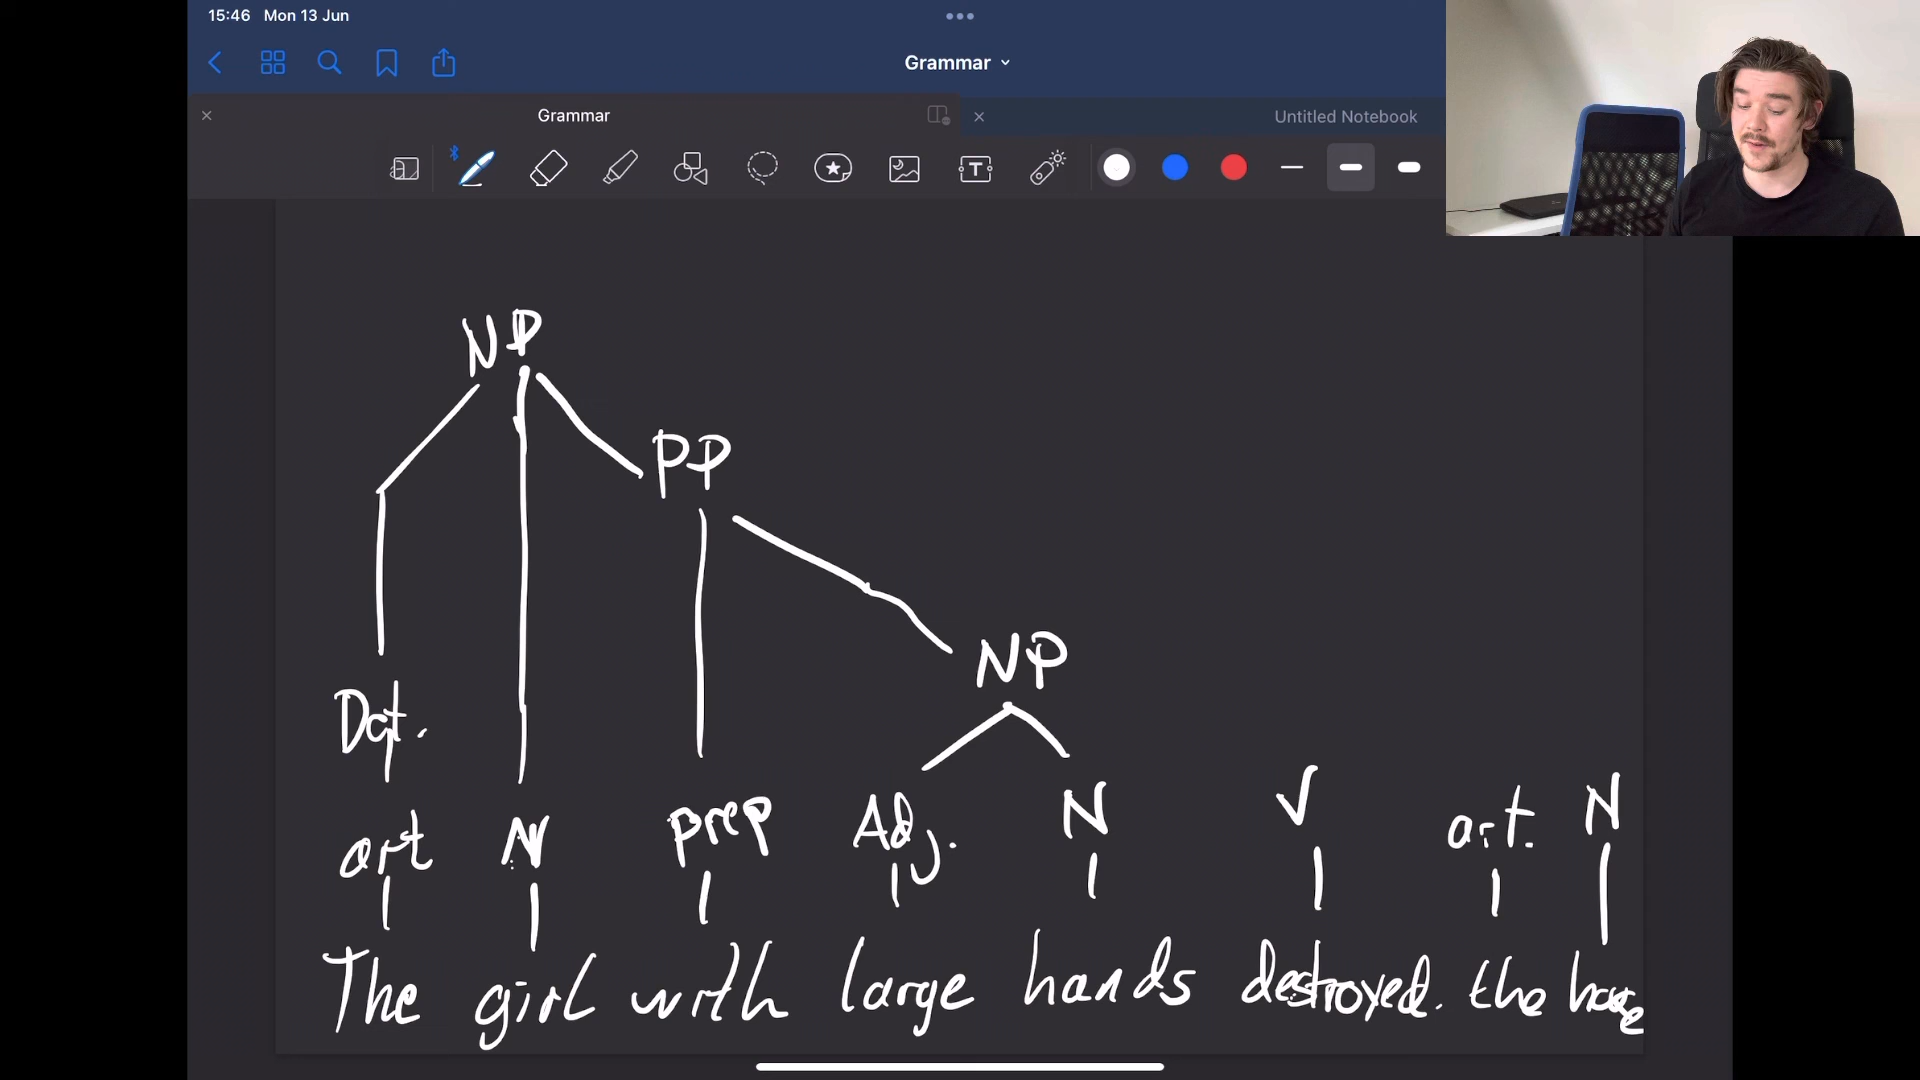 15:46 Mon 13 Jun
Grammar
Grammar
Untitled Notebook
T
NP
PP
NP
Det.
art N prep Adj. N V art. N
The girl with large hands destroyed. the house